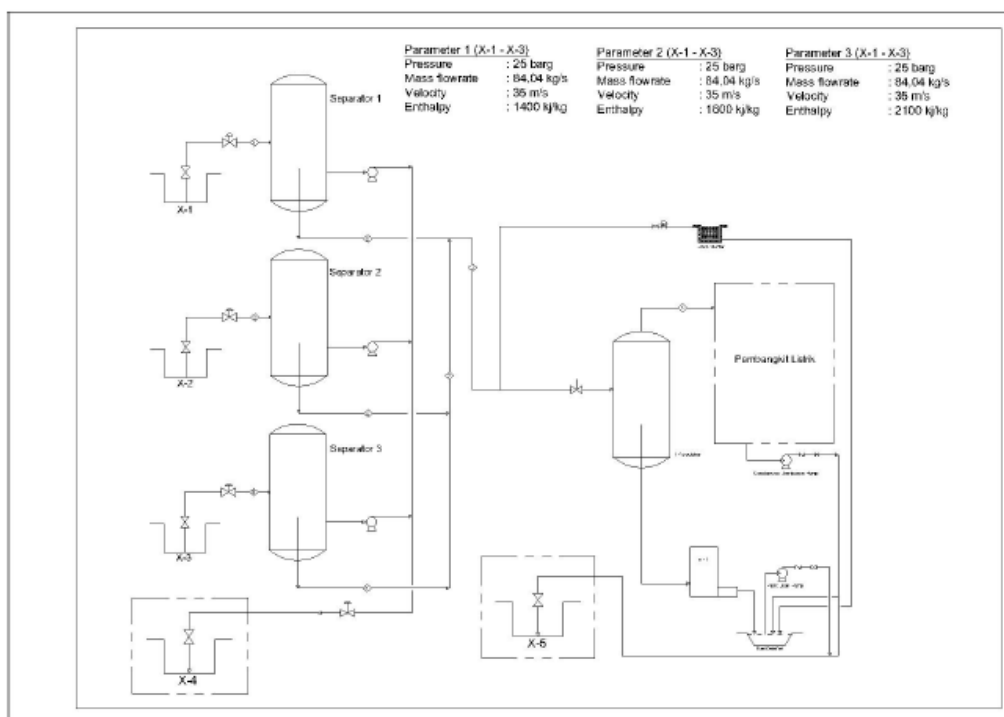 Parameter 1 (X-1 - X-3)
Pressure : 25 barg
Mass flowrate : 84,04 kg/s
Velocity : 35 m/s
Enthalpy : 1400 kj/kg
Parameter 2 (X-1 - X-3)
Pressure : 25 barg
Mass flowrate : 84,04 kg/s
Velocity : 35 m/s
Enthalpy : 1800 kj/kg
Parameter 3 (X-1 - X-3)
Pressure : 25 barg
Mass flowrate : 84,04 kg/s
Velocity : 35 m/s
Enthalpy : 2100 kj/kg
Separator 1
X-1
Separator 2
X-2
Pembangkit Listrik
Separator 3
X-3
X-4
X-5